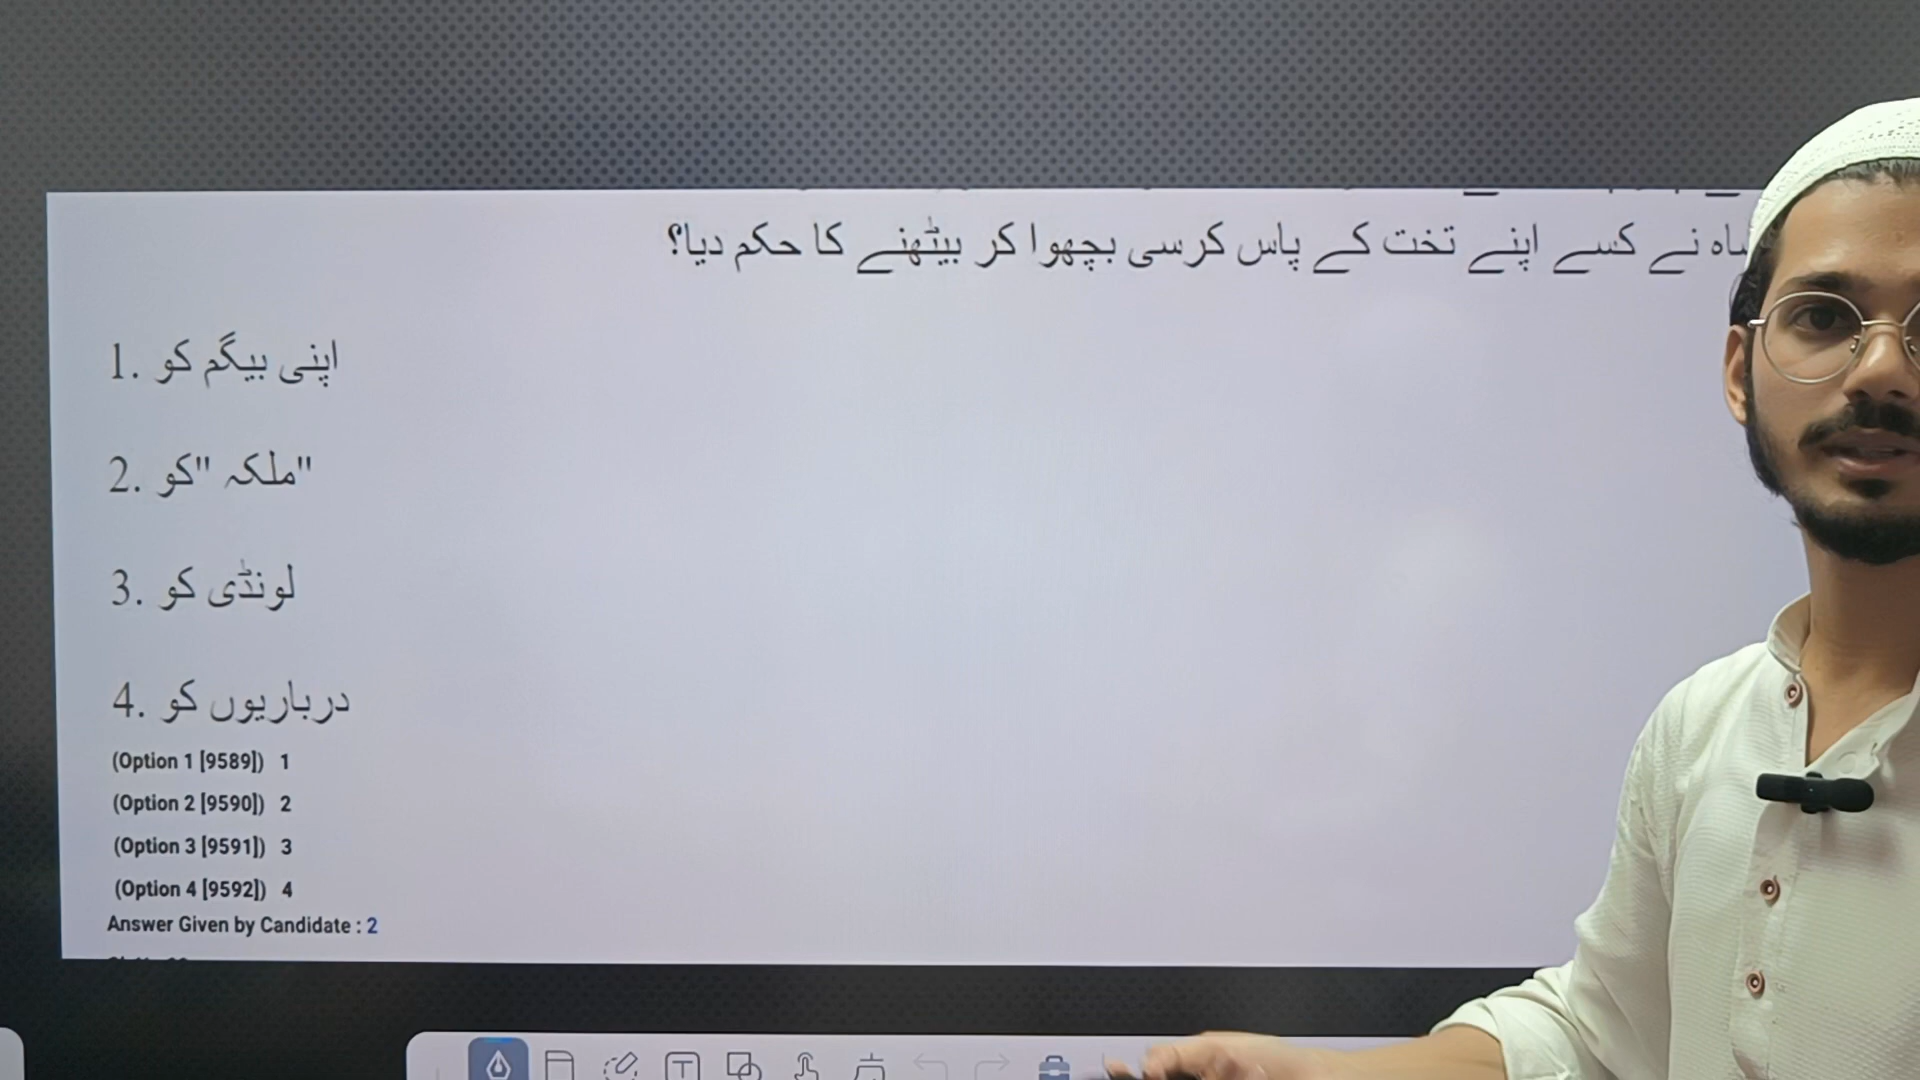 نے کسے اپنے تخت کے پاس کرسی بچھوا کر بیٹھنے کا حکم دیا؟
1. اپنی بیگم کو
2. "ملکہ "کو
3. لونڈی کو
4. درباریوں کو
(Option 1 [9589]) 1
(Option 2 [9590]) 2
(Option 3 [9591]) 3
(Option 4 [9592]) 4
Answer Given by Candidate : 2